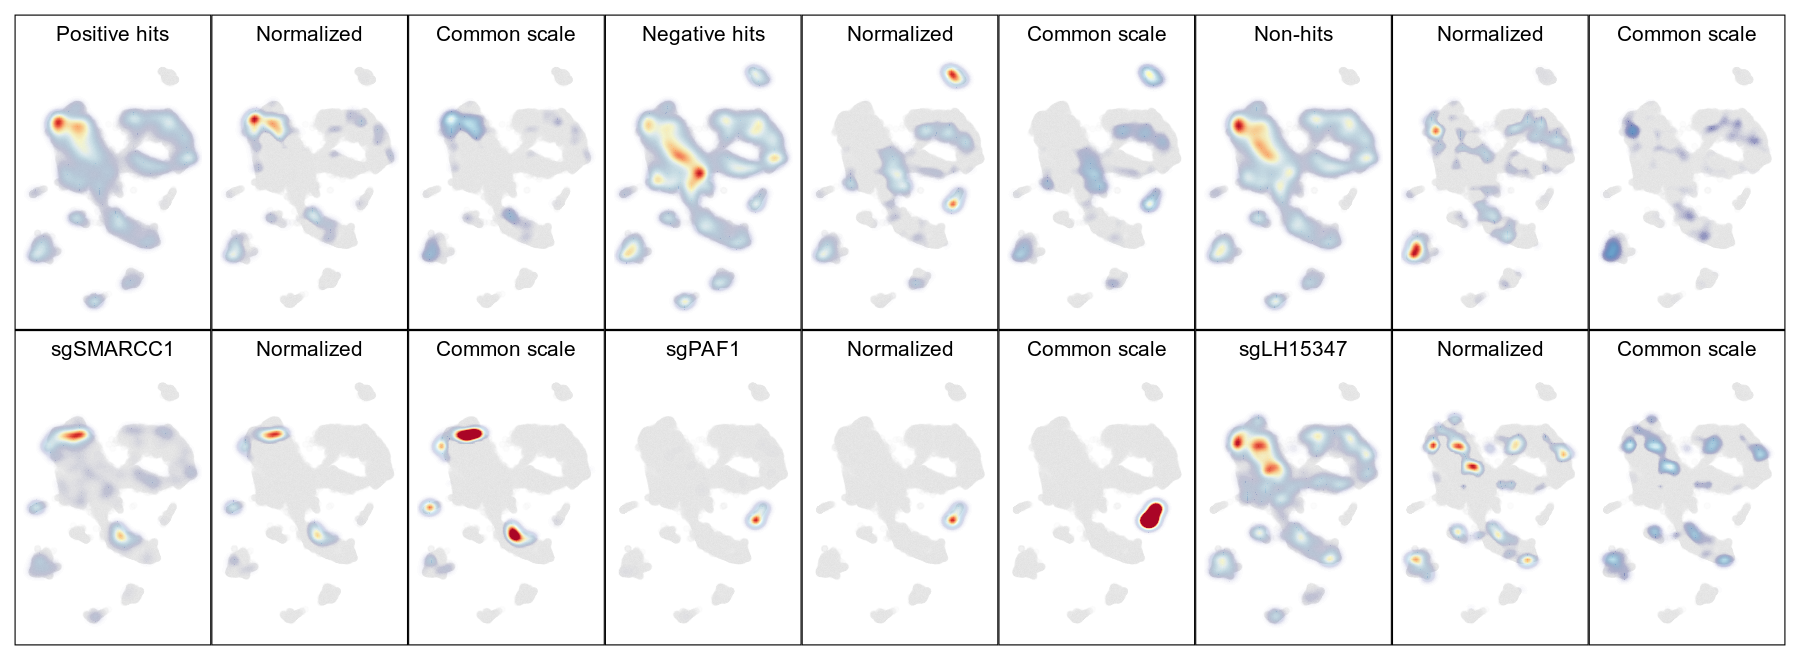 Positive hits Normalized Common scale Negative hits Normalized Common scale Non-hits Normalized Common scale
sgSMARCC1 Normalized Common scale sgPAF1 Normalized Common scale sgLH15347 Normalized Common scale